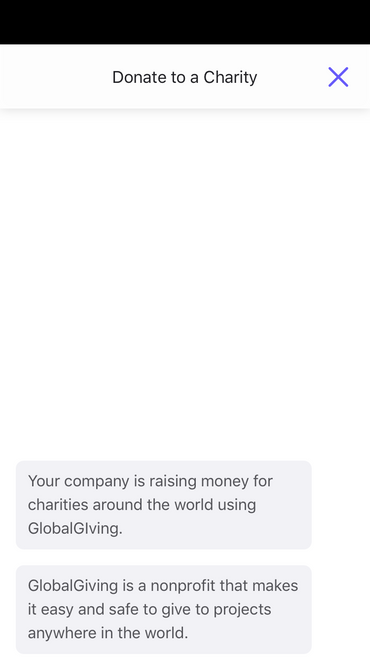 Donate to a Charity
Your company is raising money for
charities around the world using
GlobalGIving.
GlobalGiving is a nonprofit that makes
it easy and safe to give to projects
anywhere in the world.